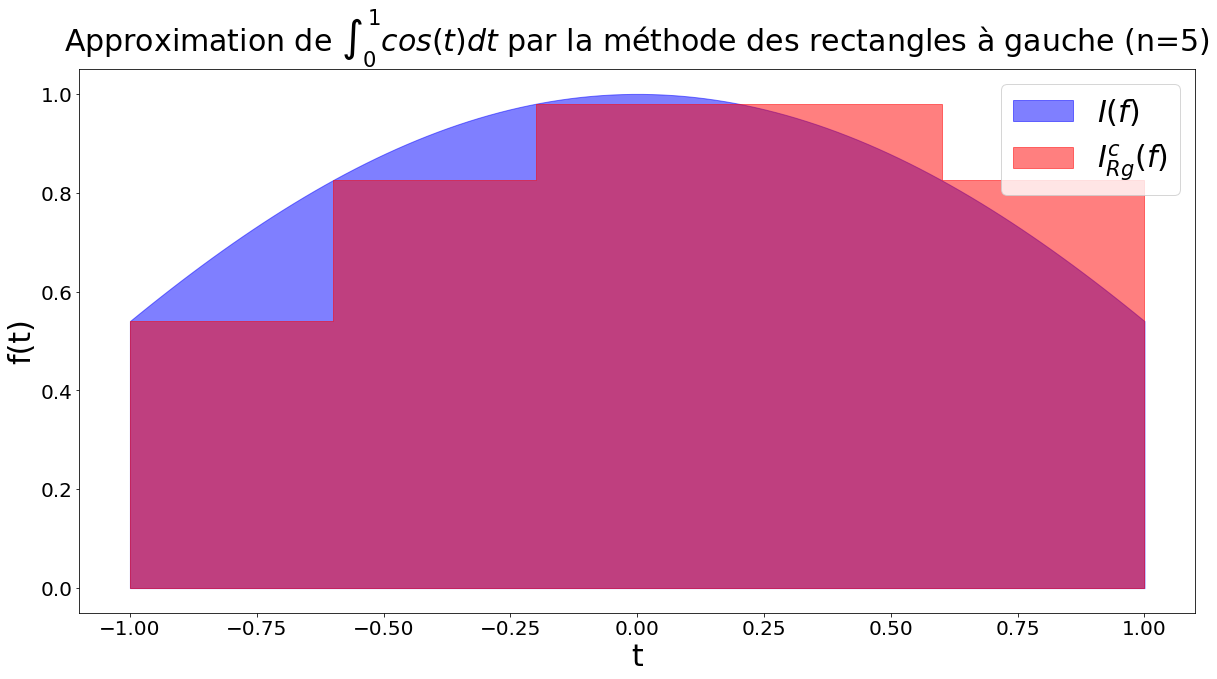 Approximation de ∫₀¹cos(t)dt par la méthode des rectangles à gauche (n=5)
I(f)
I^c_{Rg}(f)
1.0
0.8
0.6
0.4
0.2
0.0
f(t)
−1.00 −0.75 −0.50 −0.25 0.00 0.25 0.50 0.75 1.00
t